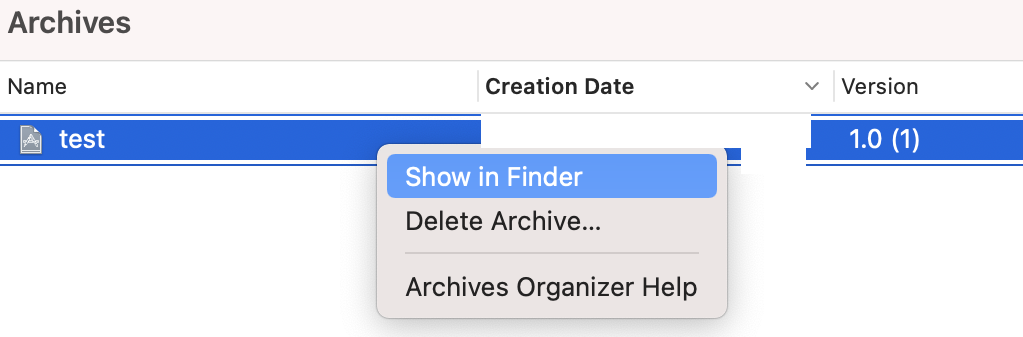 Archives
Name Creation Date Version
test 1.0 (1)
Show in Finder
Delete Archive...
Archives Organizer Help